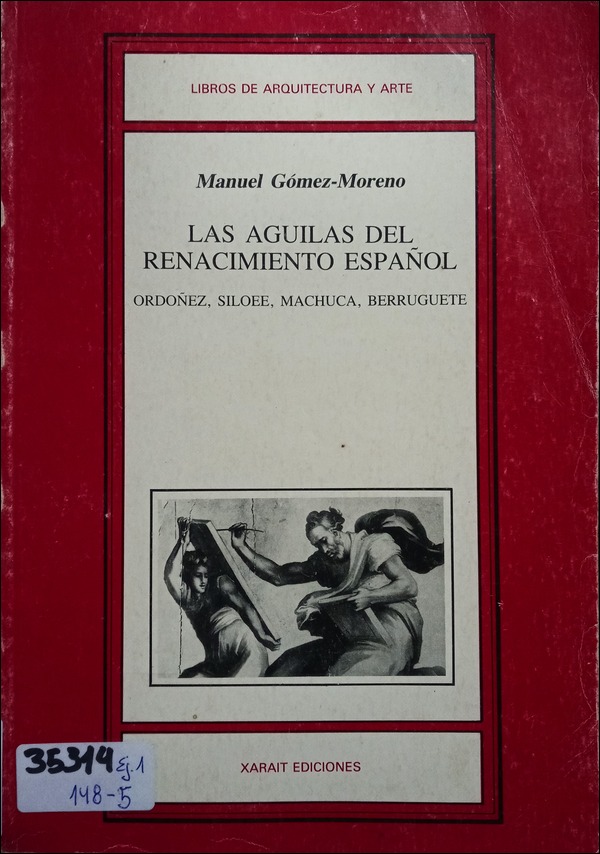 LIBROS DE ARQUITECTURA Y ARTE
Manuel Gómez-Moreno
LAS AGUILAS DEL
RENACIMIENTO ESPAÑOL
ORDOÑEZ, SILOEE, MACHUCA, BERRUGUETE
XARAIT EDICIONES
35314 Ej. 1
148-5